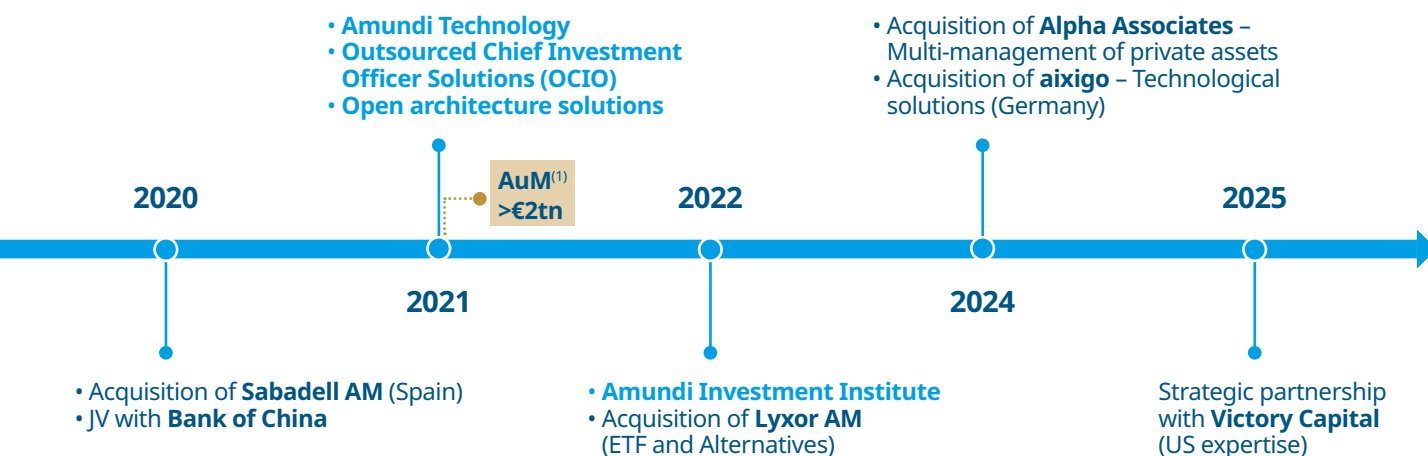 • Amundi Technology
• Outsourced Chief Investment
Officer Solutions (OCIO)
• Open architecture solutions
• Acquisition of Alpha Associates –
Multi-management of private assets
• Acquisition of aixigo – Technological
solutions (Germany)
AuM(1)
>€2tn
2020
2022
2025
2021
2024
• Acquisition of Sabadell AM (Spain)
• JV with Bank of China
• Amundi Investment Institute
• Acquisition of Lyxor AM
(ETF and Alternatives)
Strategic partnership
with Victory Capital
(US expertise)